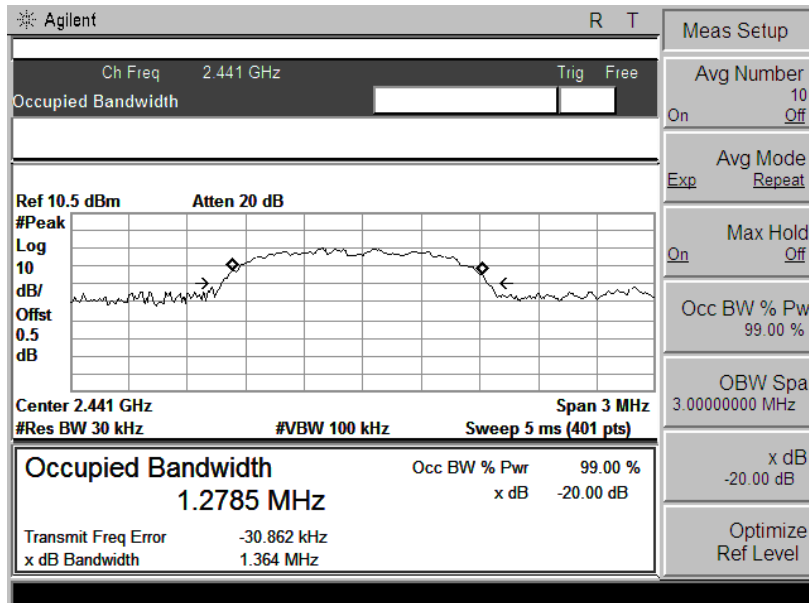 Agilent R T
Meas Setup
Ch Freq 2.441 GHz Trig Free
Occupied Bandwidth
Avg Number
10
On Off
Avg Mode
Exp Repeat
Max Hold
On Off
Occ BW % Pw
99.00 %
OBW Spa
3.00000000 MHz
x dB
-20.00 dB
Optimize
Ref Level
Ref 10.5 dBm Atten 20 dB
#Peak
Log
10
dB/
Offst
0.5
dB
Center 2.441 GHz Span 3 MHz
#Res BW 30 kHz #VBW 100 kHz Sweep 5 ms (401 pts)
Occupied Bandwidth Occ BW % Pwr 99.00 %
1.2785 MHz x dB -20.00 dB
Transmit Freq Error -30.862 kHz
x dB Bandwidth 1.364 MHz